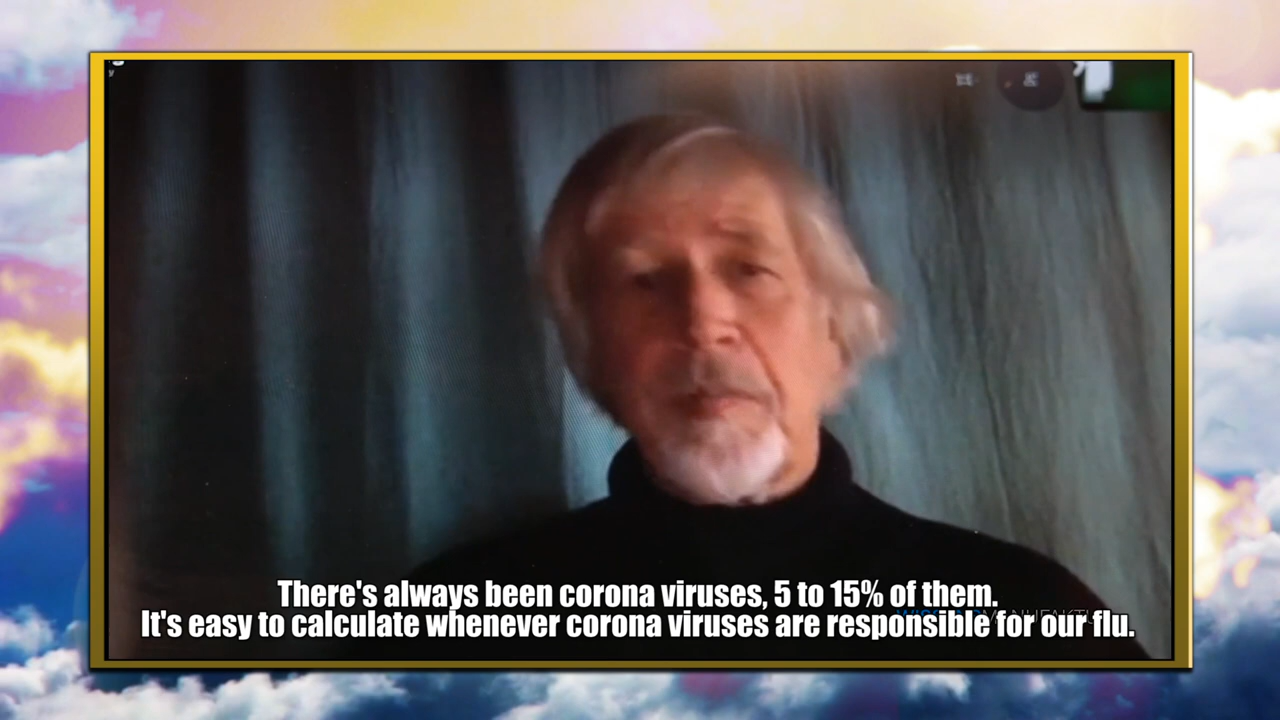 There's always been corona viruses, 5 to 15% of them.
It's easy to calculate whenever corona viruses are responsible for our flu.